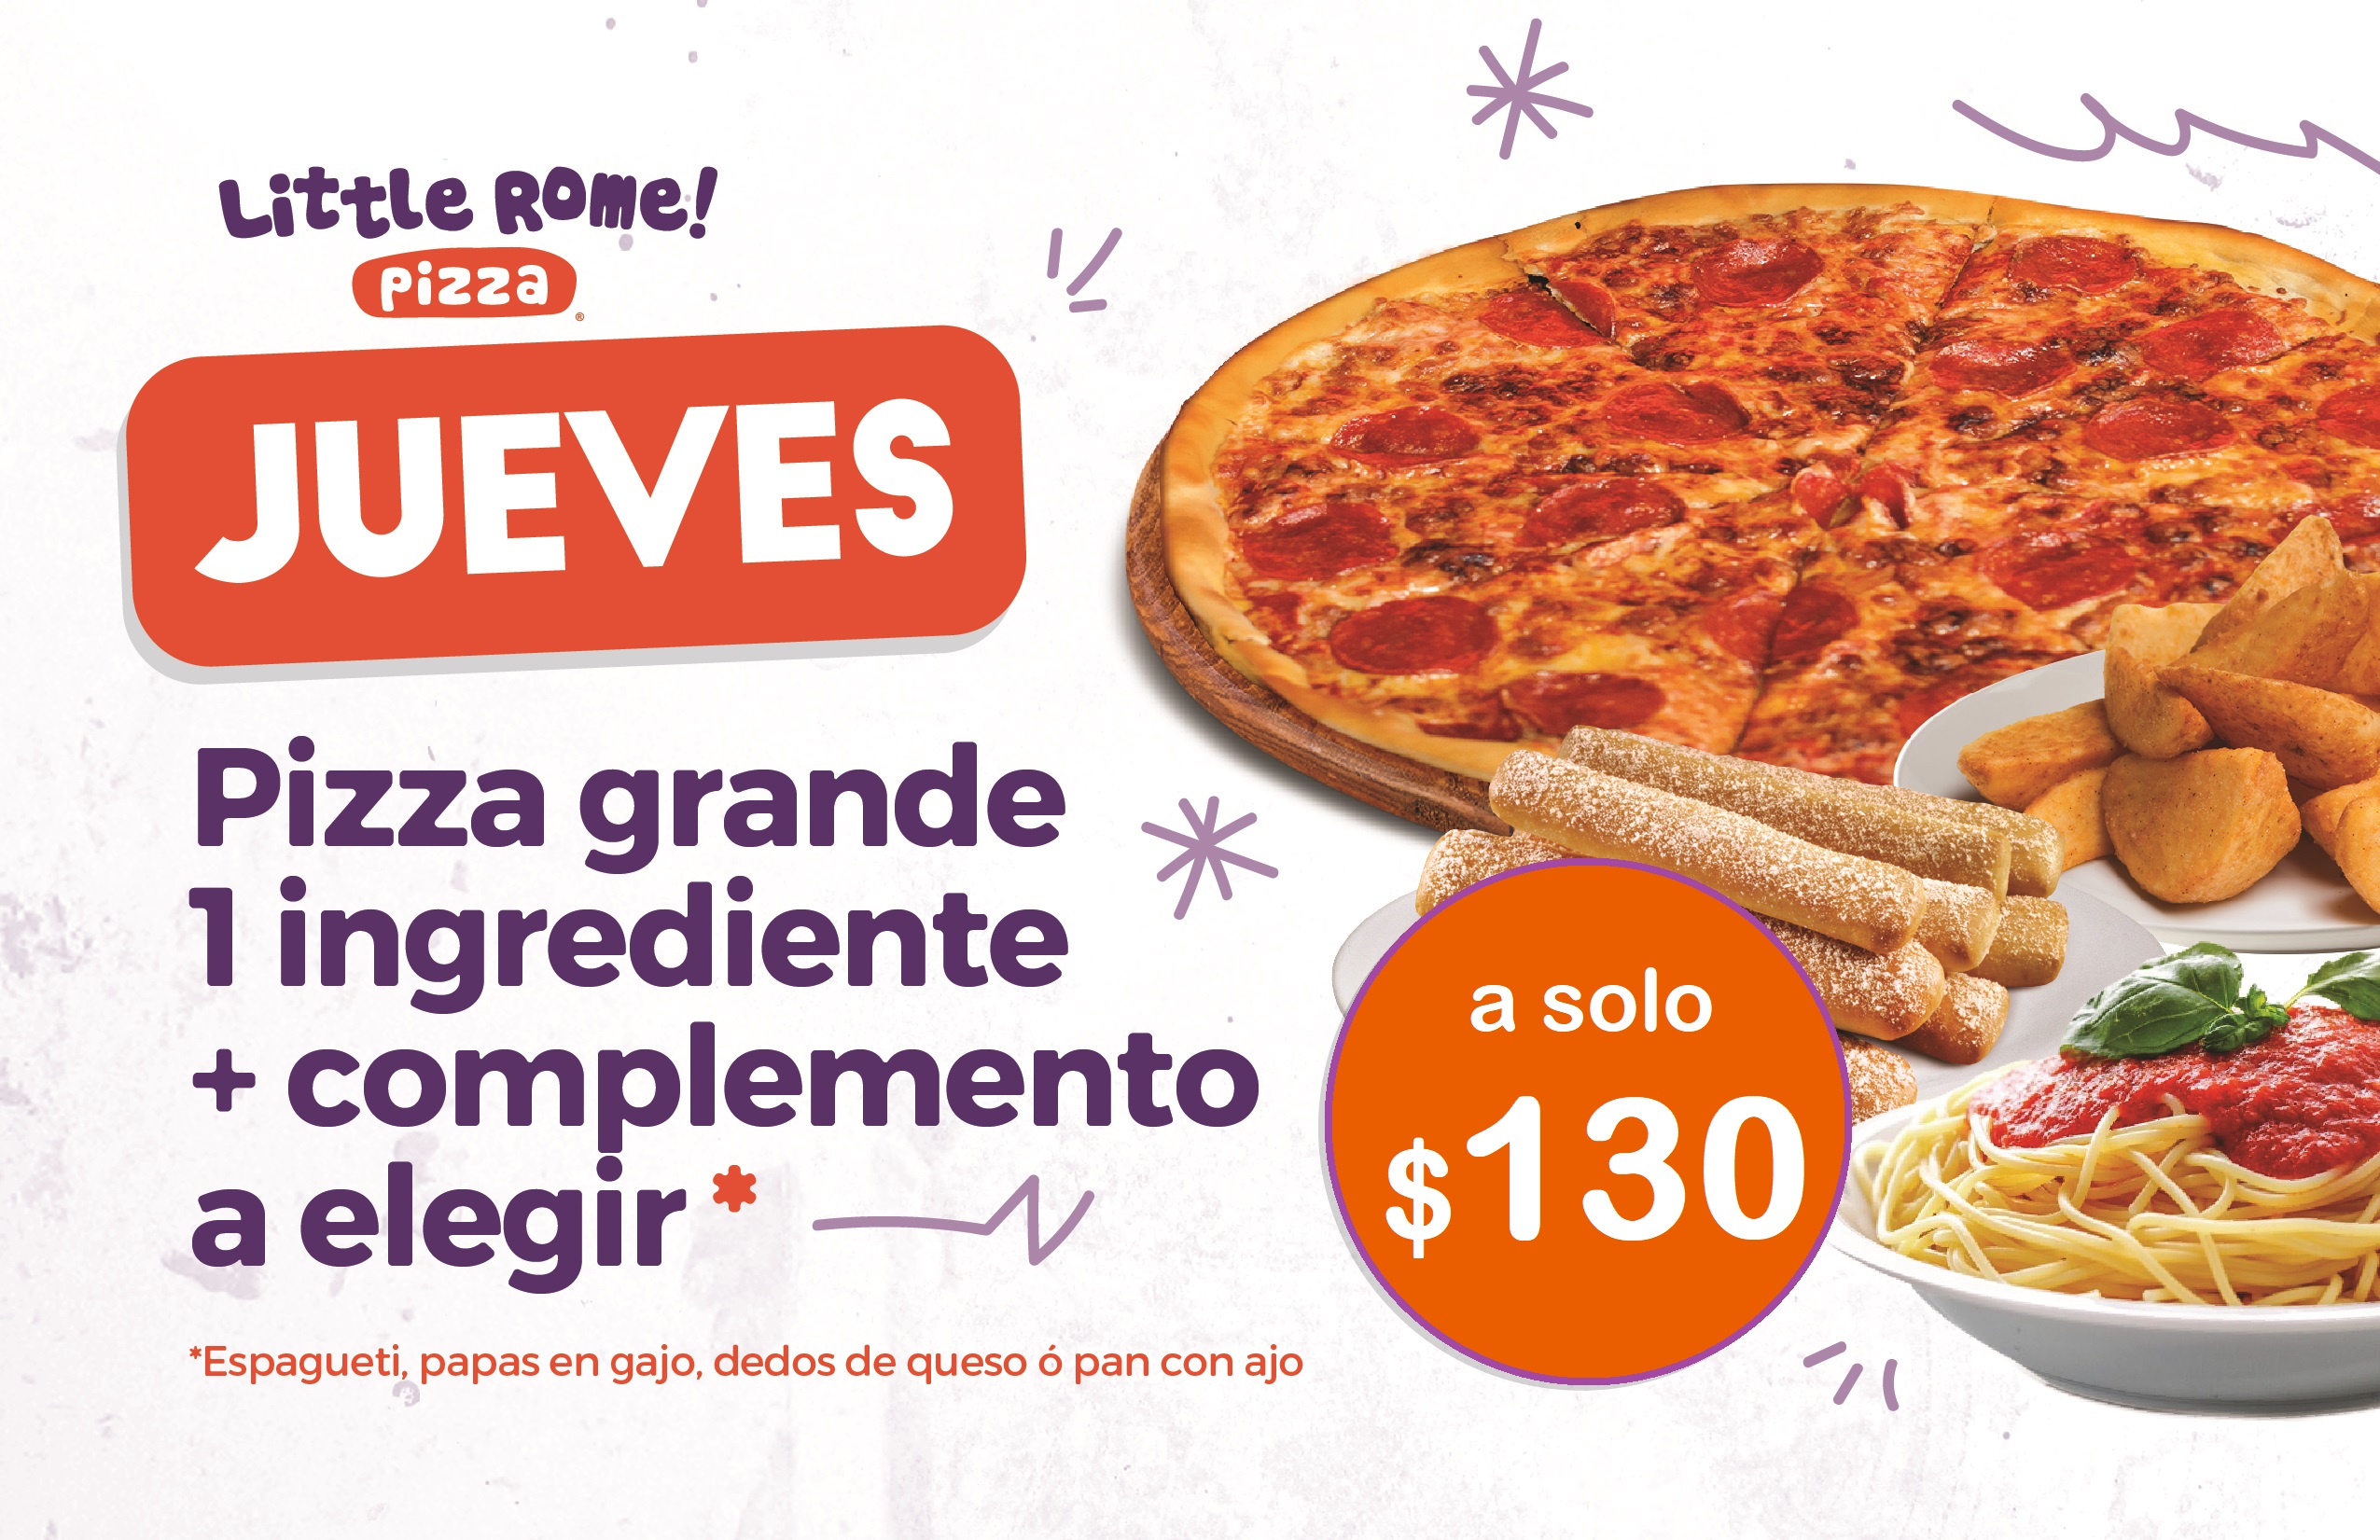 Little Rome!
pizza
®
JUEVES
Pizza grande
1 ingrediente
+ complemento
a elegir *
*Espagueti, papas en gajo, dedos de queso ó pan con ajo
a solo
$130